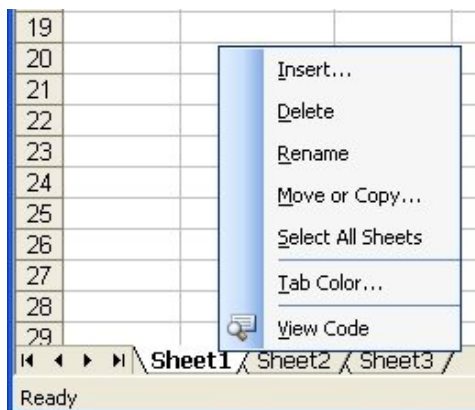 19
20
21
22
23
24
25
26
27
28
29
Insert...
Delete
Rename
Move or Copy...
Select All Sheets
Tab Color...
View Code
Sheet1 Sheet2 Sheet3
Ready